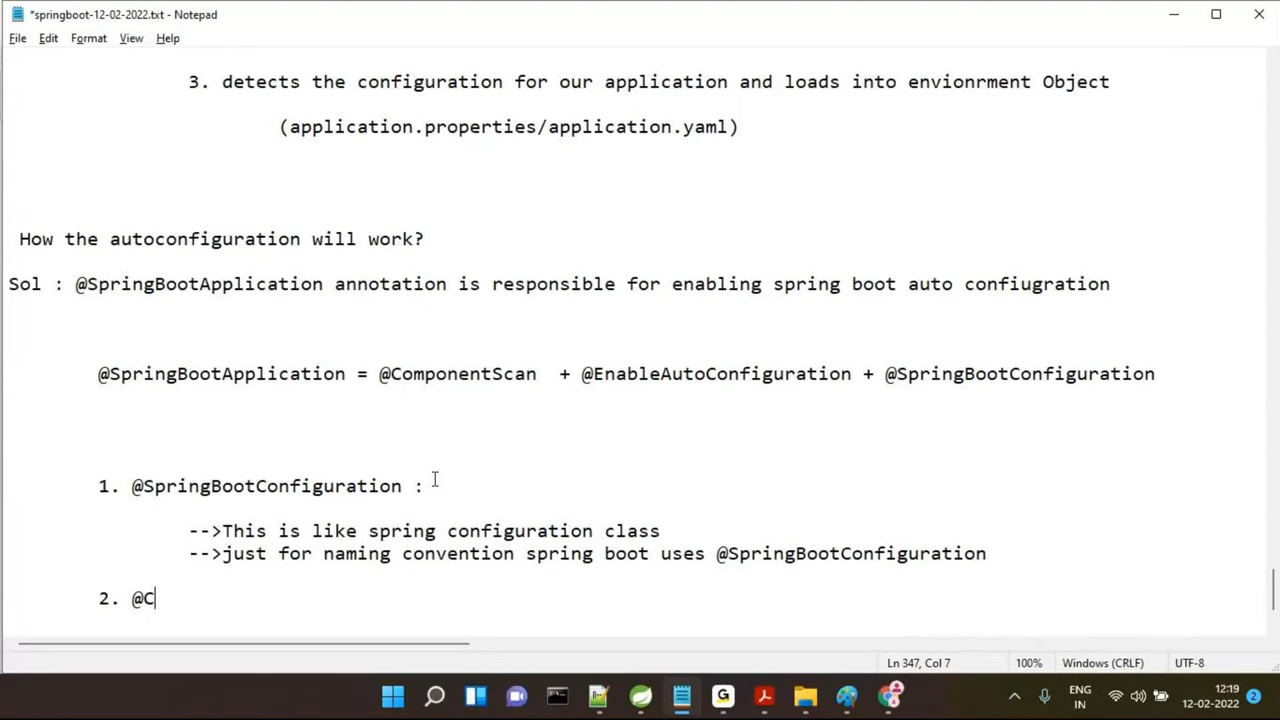 *springboot-12-02-2022.txt - Notepad
File Edit Format View Help
3. detects the configuration for our application and loads into envionrment Object
(application.properties/application.yaml)
How the autoconfiguration will work?
Sol : @SpringBootApplication annotation is responsible for enabling spring boot auto confiugration
@SpringBootApplication = @ComponentScan + @EnableAutoConfiguration + @SpringBootConfiguration
1. @SpringBootConfiguration :
-->This is like spring configuration class
-->just for naming convention spring boot uses @SpringBootConfiguration
2. @C
Ln 347, Col 7 100% Windows (CRLF) UTF-8
G
ENG
IN
12:19
12-02-2022
2